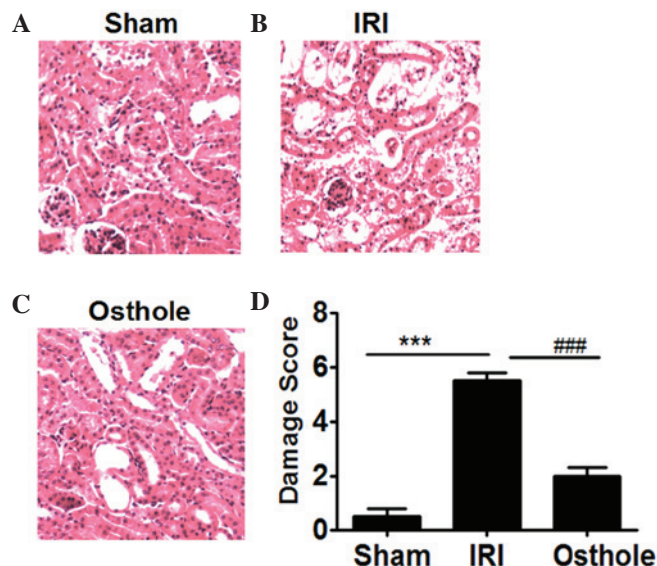 A Sham
B IRI
C Osthole
D
8
6
4
2
0
Damage Score
***
###
Sham IRI Osthole